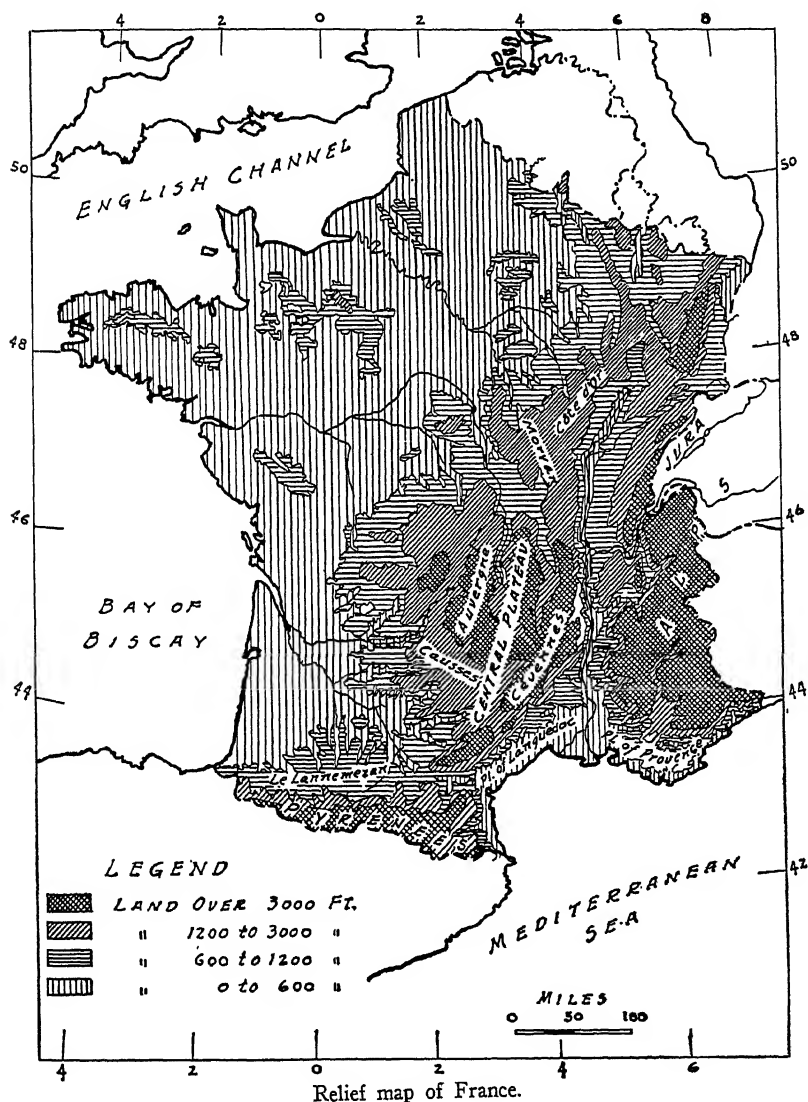 4 2 0 2 4 6 8
50 50
ENGLISH CHANNEL
48 48
Morvan
Côte d'Or
JURA
S
46 46
P
L
A
BAY OF
BISCAY
Auvergne
CENTRAL PLATEAU
Causses
Cevennes
44 44
Pl. of Languedoc
Pl. of Provence
Le Lannemezan
PYRENEES
42
MEDITERRANEAN
SEA
LEGEND
LAND OVER 3000 FT.
" 1200 to 3000 "
" 600 to 1200 "
" 0 to 600 "
MILES
0 50 100
4 2 0 2 4 6
Relief map of France.